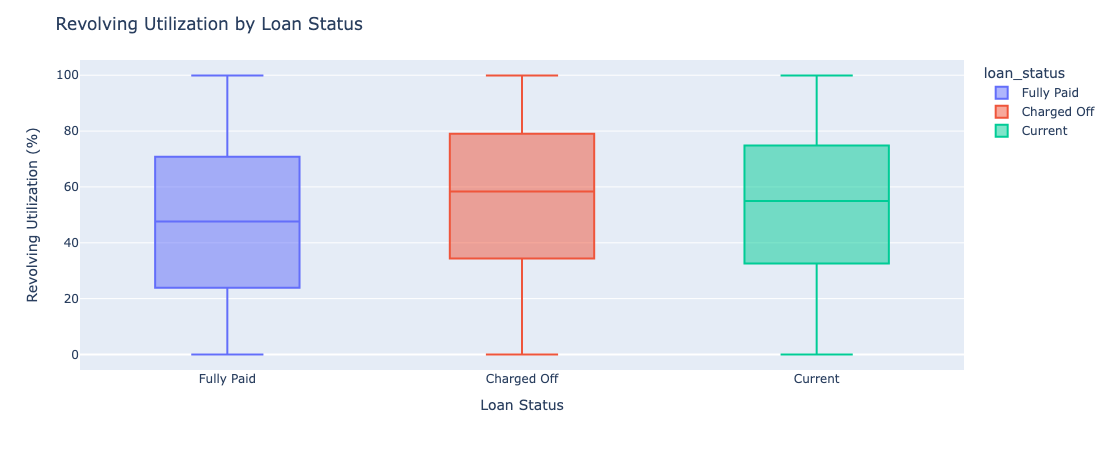 Revolving Utilization by Loan Status
Revolving Utilization (%)
100
80
60
40
20
0
Fully Paid
Charged Off
Current
Loan Status
loan_status
Fully Paid
Charged Off
Current